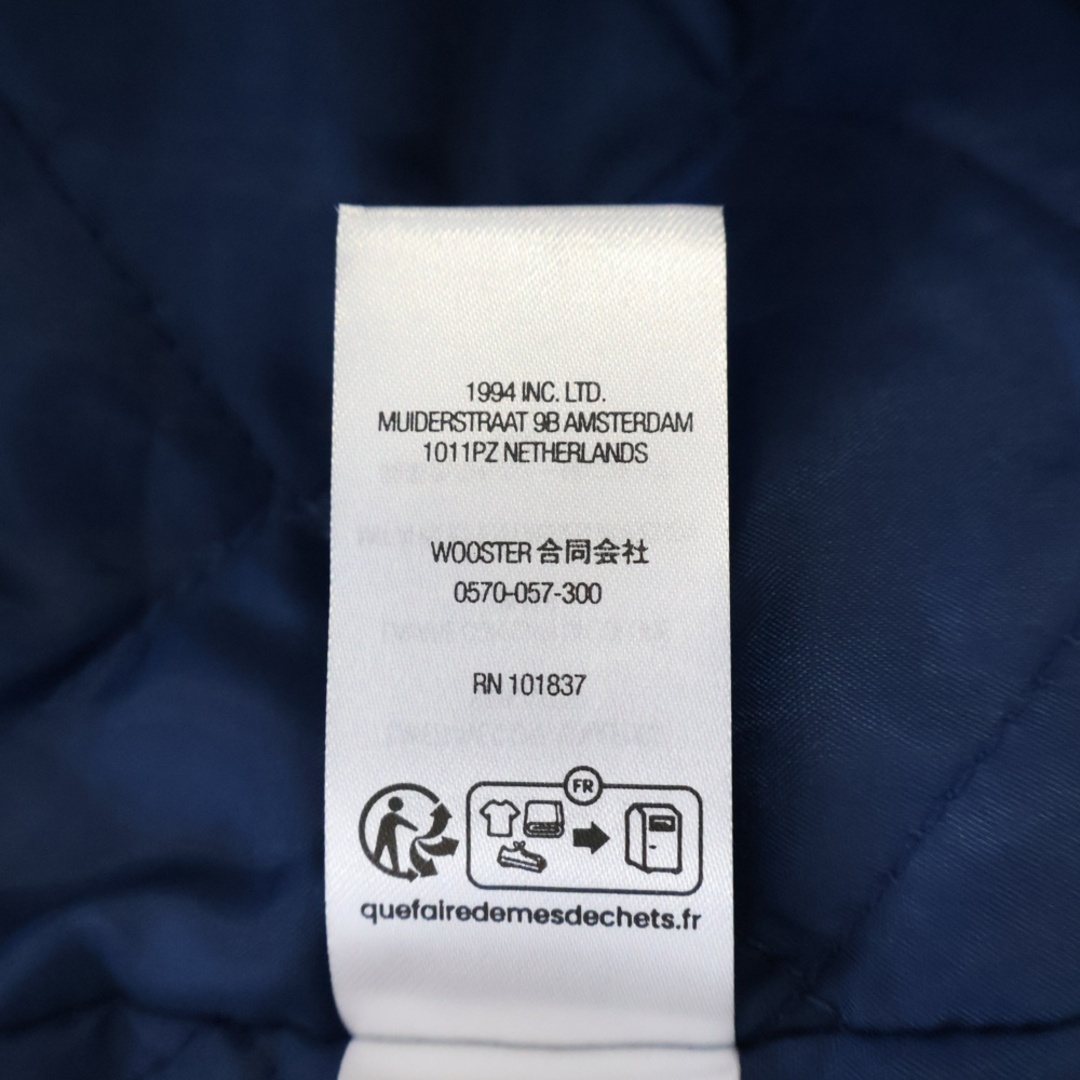 1994 INC. LTD.
MUIDERSTRAAT 9B AMSTERDAM
1011PZ NETHERLANDS
WOOSTER 合同会社
0570-057-300
RN 101837
FR
quefairedemesdechets.fr